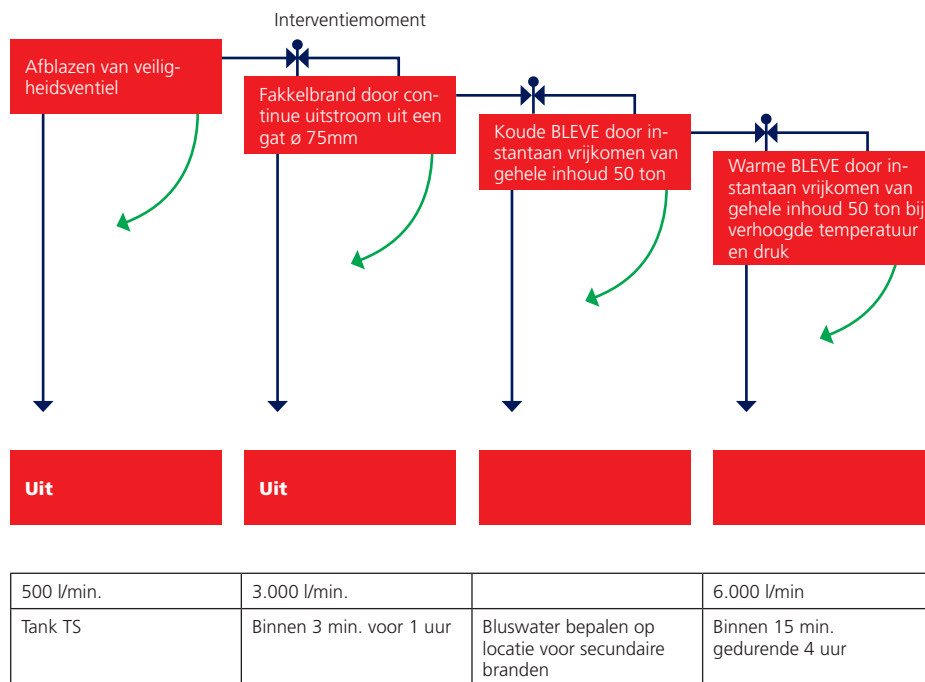 Interventiemoment
Afblazen van veilig-
heidsventiel
Fakkelbrand door con-
tinue uitstroom uit een
gat ø 75mm
Koude BLEVE door in-
stantaan vrijkomen van
gehele inhoud 50 ton
Warme BLEVE door in-
stantaan vrijkomen van
gehele inhoud 50 ton bij
verhoogde temperatuur
en druk
Uit
Uit
500 l/min.
3.000 l/min.
6.000 l/min
Tank TS
Binnen 3 min. voor 1 uur
Bluswater bepalen op
locatie voor secundaire
branden
Binnen 15 min.
gedurende 4 uur